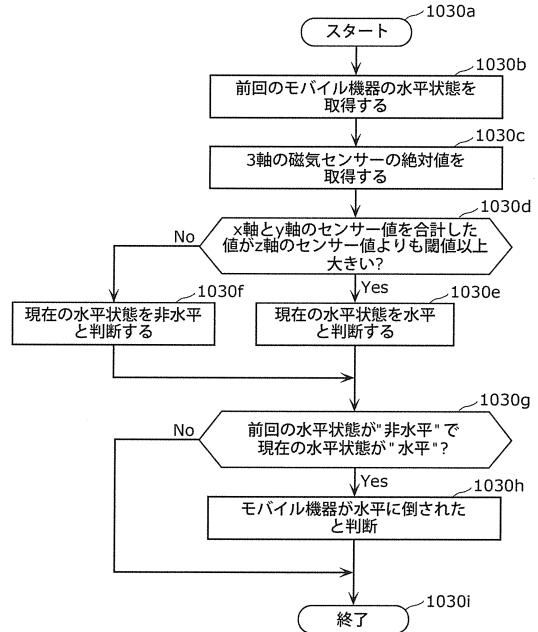 1030a
スタート
1030b
前回のモバイル機器の水平状態を
取得する
1030c
3軸の磁気センサーの絶対値を
取得する
1030d
x軸とy軸のセンサー値を合計した
値がz軸のセンサー値よりも閾値以上
大きい?
No
Yes
1030f
現在の水平状態を非水平
と判断する
1030e
現在の水平状態を水平
と判断する
1030g
前回の水平状態が"非水平"で
現在の水平状態が"水平"?
No
Yes
1030h
モバイル機器が水平に倒された
と判断
1030i
終了